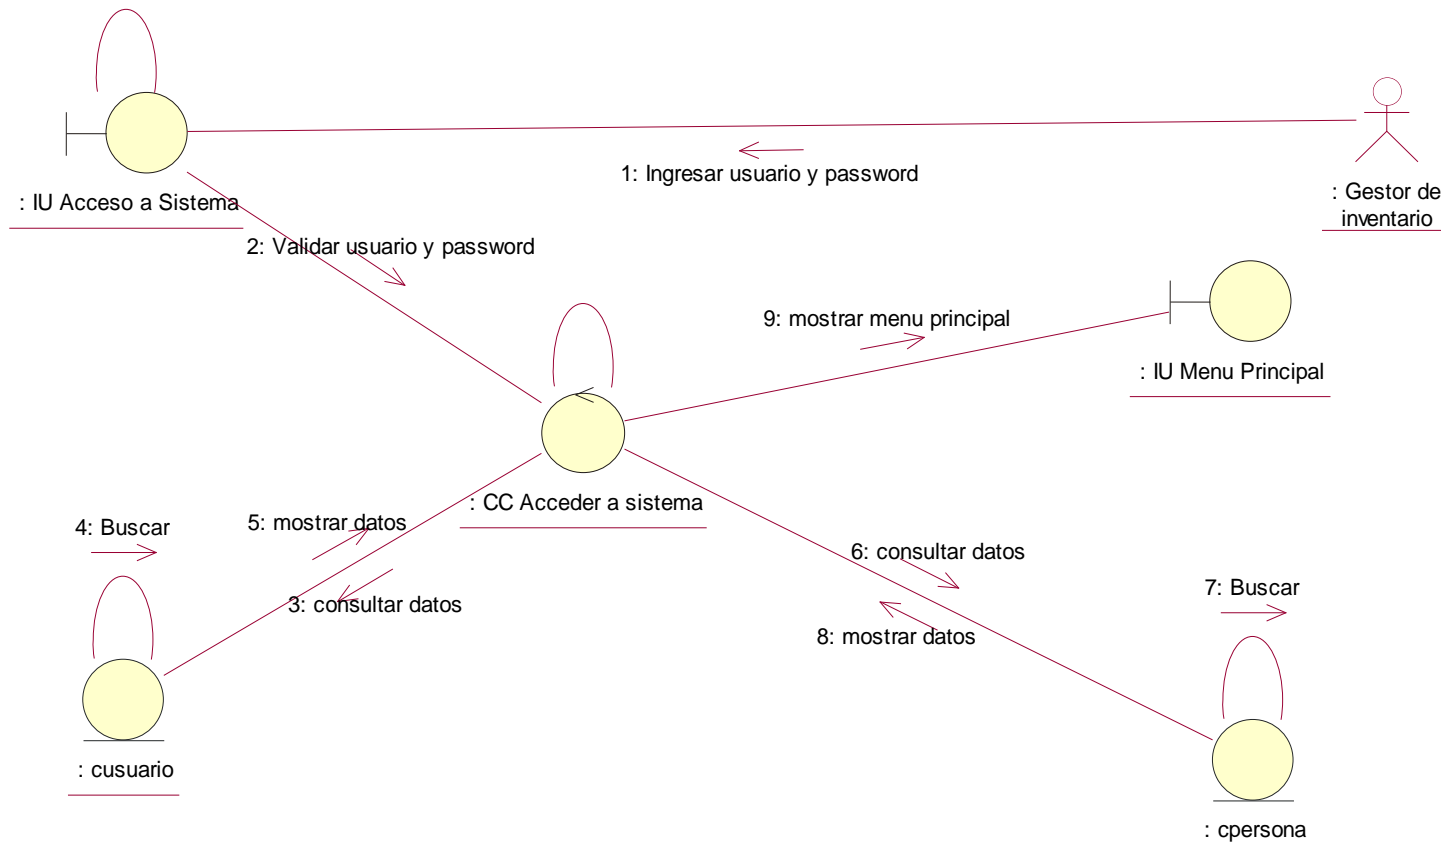 1: Ingresar usuario y password
: IU Acceso a Sistema
: Gestor de
inventario
2: Validar usuario y password
9: mostrar menu principal
: IU Menu Principal
: CC Acceder a sistema
4: Buscar
5: mostrar datos
3: consultar datos
6: consultar datos
7: Buscar
8: mostrar datos
: cusuario
: cpersona